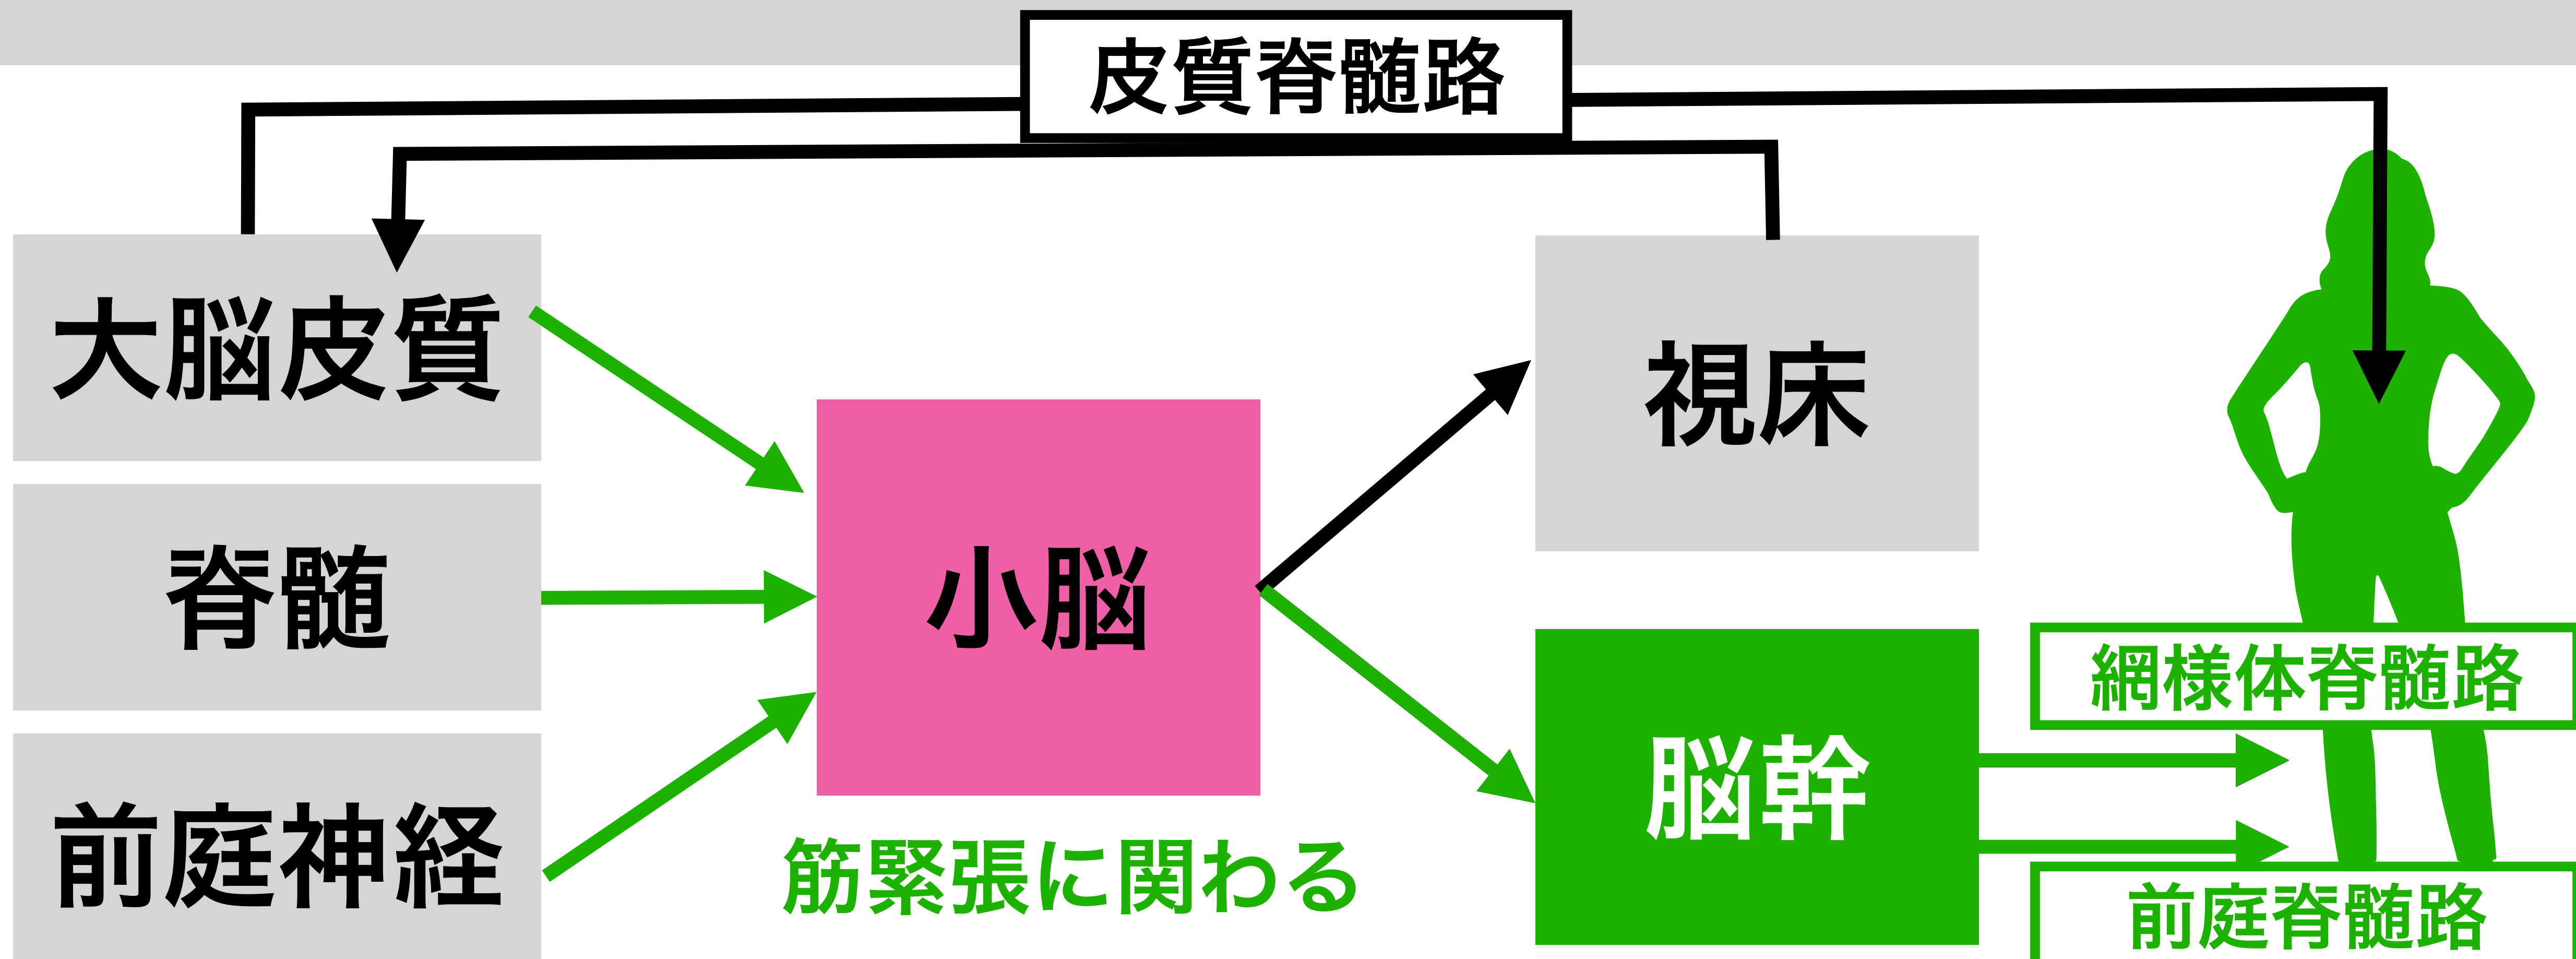 皮質脊髄路
大脳皮質
視床
脊髄
小脳
網様体脊髄路
脳幹
前庭神経
筋緊張に関わる
前庭脊髄路